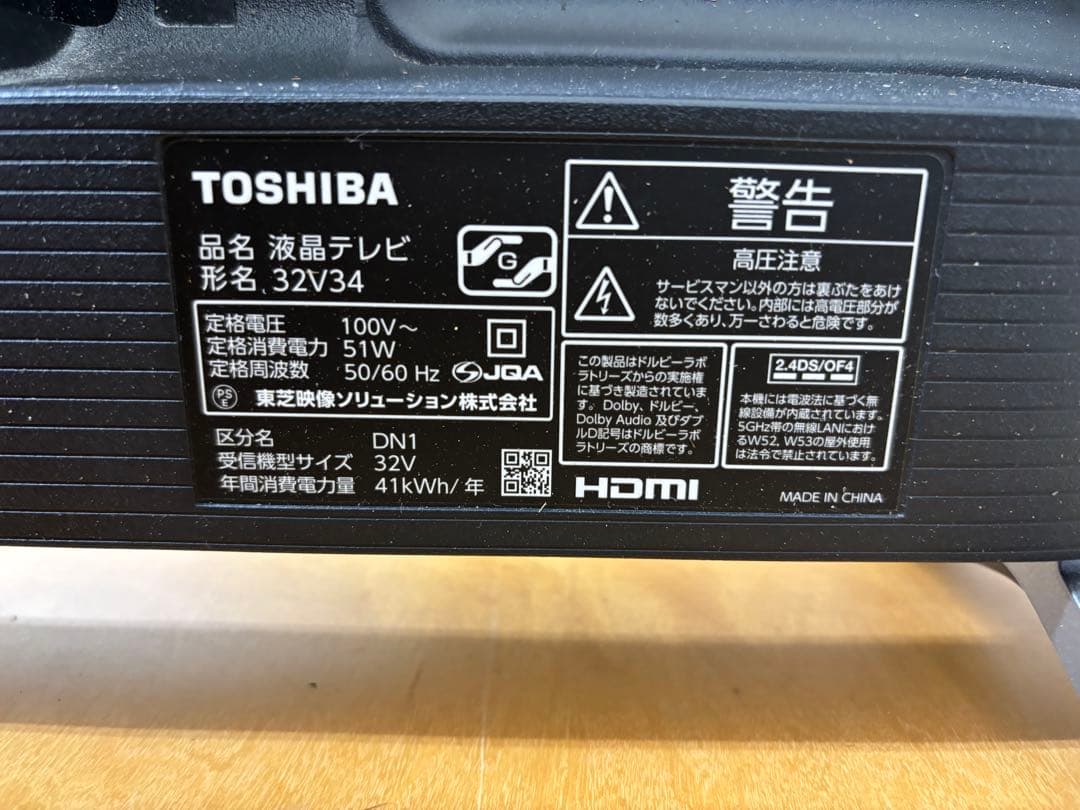 TOSHIBA
品名 液晶テレビ
形名 32V34
G
定格電圧 100V～
定格消費電力 51W
定格周波数 50/60 Hz
JQA
PS
E
東芝映像ソリューション株式会社
区分名 DN1
受信機型サイズ 32V
年間消費電力量 41kWh/年
警告
高圧注意
サービスマン以外の方は裏ぶたをあけ
ないでください。内部には高電圧部分が
数多くあり、万一さわると危険です。
この製品はドルビーラボ
ラトリーズからの実施権
に基づき製造されていま
す。Dolby、ドルビー、
Dolby Audio 及びダブ
ルD記号はドルビーラボ
ラトリーズの商標です。
2.4DS/OF4
本機には電波法に基づく無
線設備が内蔵されています。
5GHz帯の無線LANにおけ
るW52, W53の屋外使用
は法令で禁止されています。
HDMI
MADE IN CHINA